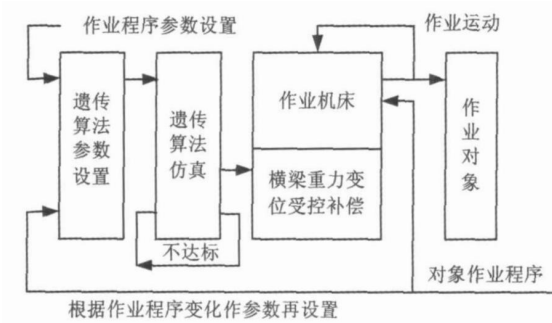 作业程序参数设置
作业运动
遗传
算法
参数
设置
遗传
算法
仿真
作业机床
横梁重力变
位受控补偿
作
业
对
象
不达标
对象作业程序
根据作业程序变化作参数再设置